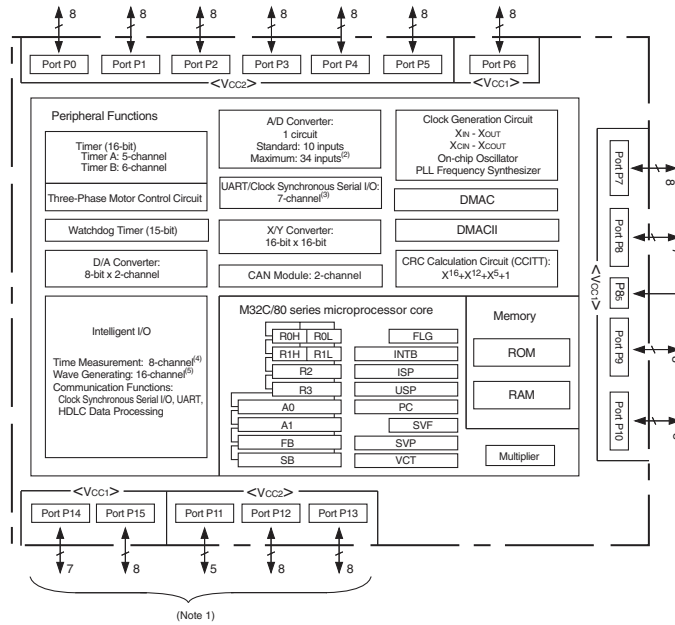 8 8 8 8 8 8 8
Port P0 Port P1 Port P2 Port P3 Port P4 Port P5 Port P6
<VCC2> <VCC1>
Peripheral Functions
Timer (16-bit)
Timer A: 5-channel
Timer B: 6-channel
Three-Phase Motor Control Circuit
Watchdog Timer (15-bit)
D/A Converter:
8-bit x 2-channel
Intelligent I/O
Time Measurement: 8-channel(4)
Wave Generating: 16-channel(5)
Communication Functions:
Clock Synchronous Serial I/O, UART,
HDLC Data Processing
A/D Converter:
1 circuit
Standard: 10 inputs
Maximum: 34 inputs(2)
UART/Clock Synchronous Serial I/O:
7-channel(3)
X/Y Converter:
16-bit x 16-bit
CAN Module: 2-channel
Clock Generation Circuit
XIN - XOUT
XCIN - XCOUT
On-chip Oscillator
PLL Frequency Synthesizer
DMAC
DMACII
CRC Calculation Circuit (CCITT):
X16+X12+X5+1
M32C/80 series microprocessor core
R0H R0L
R1H R1L
R2
R3
A0
A1
FB
SB
FLG
INTB
ISP
USP
PC
SVF
SVP
VCT
Memory
ROM
RAM
Multiplier
<VCC1>
Port P7
8
Port P8
P85
Port P9
Port P10
<VCC1> <VCC2>
Port P14 Port P15 Port P11 Port P12 Port P13
7 8 5 8 8
(Note 1)